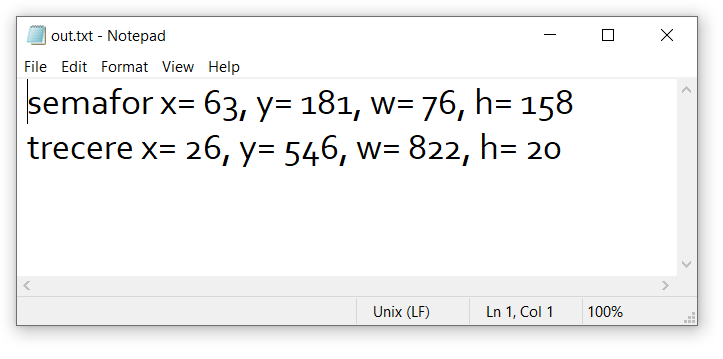 out.txt - Notepad
File Edit Format View Help
semafor x= 63, y= 181, w= 76, h= 158
trecere x= 26, y= 546, w= 822, h= 20
Unix (LF) Ln 1, Col 1 100%